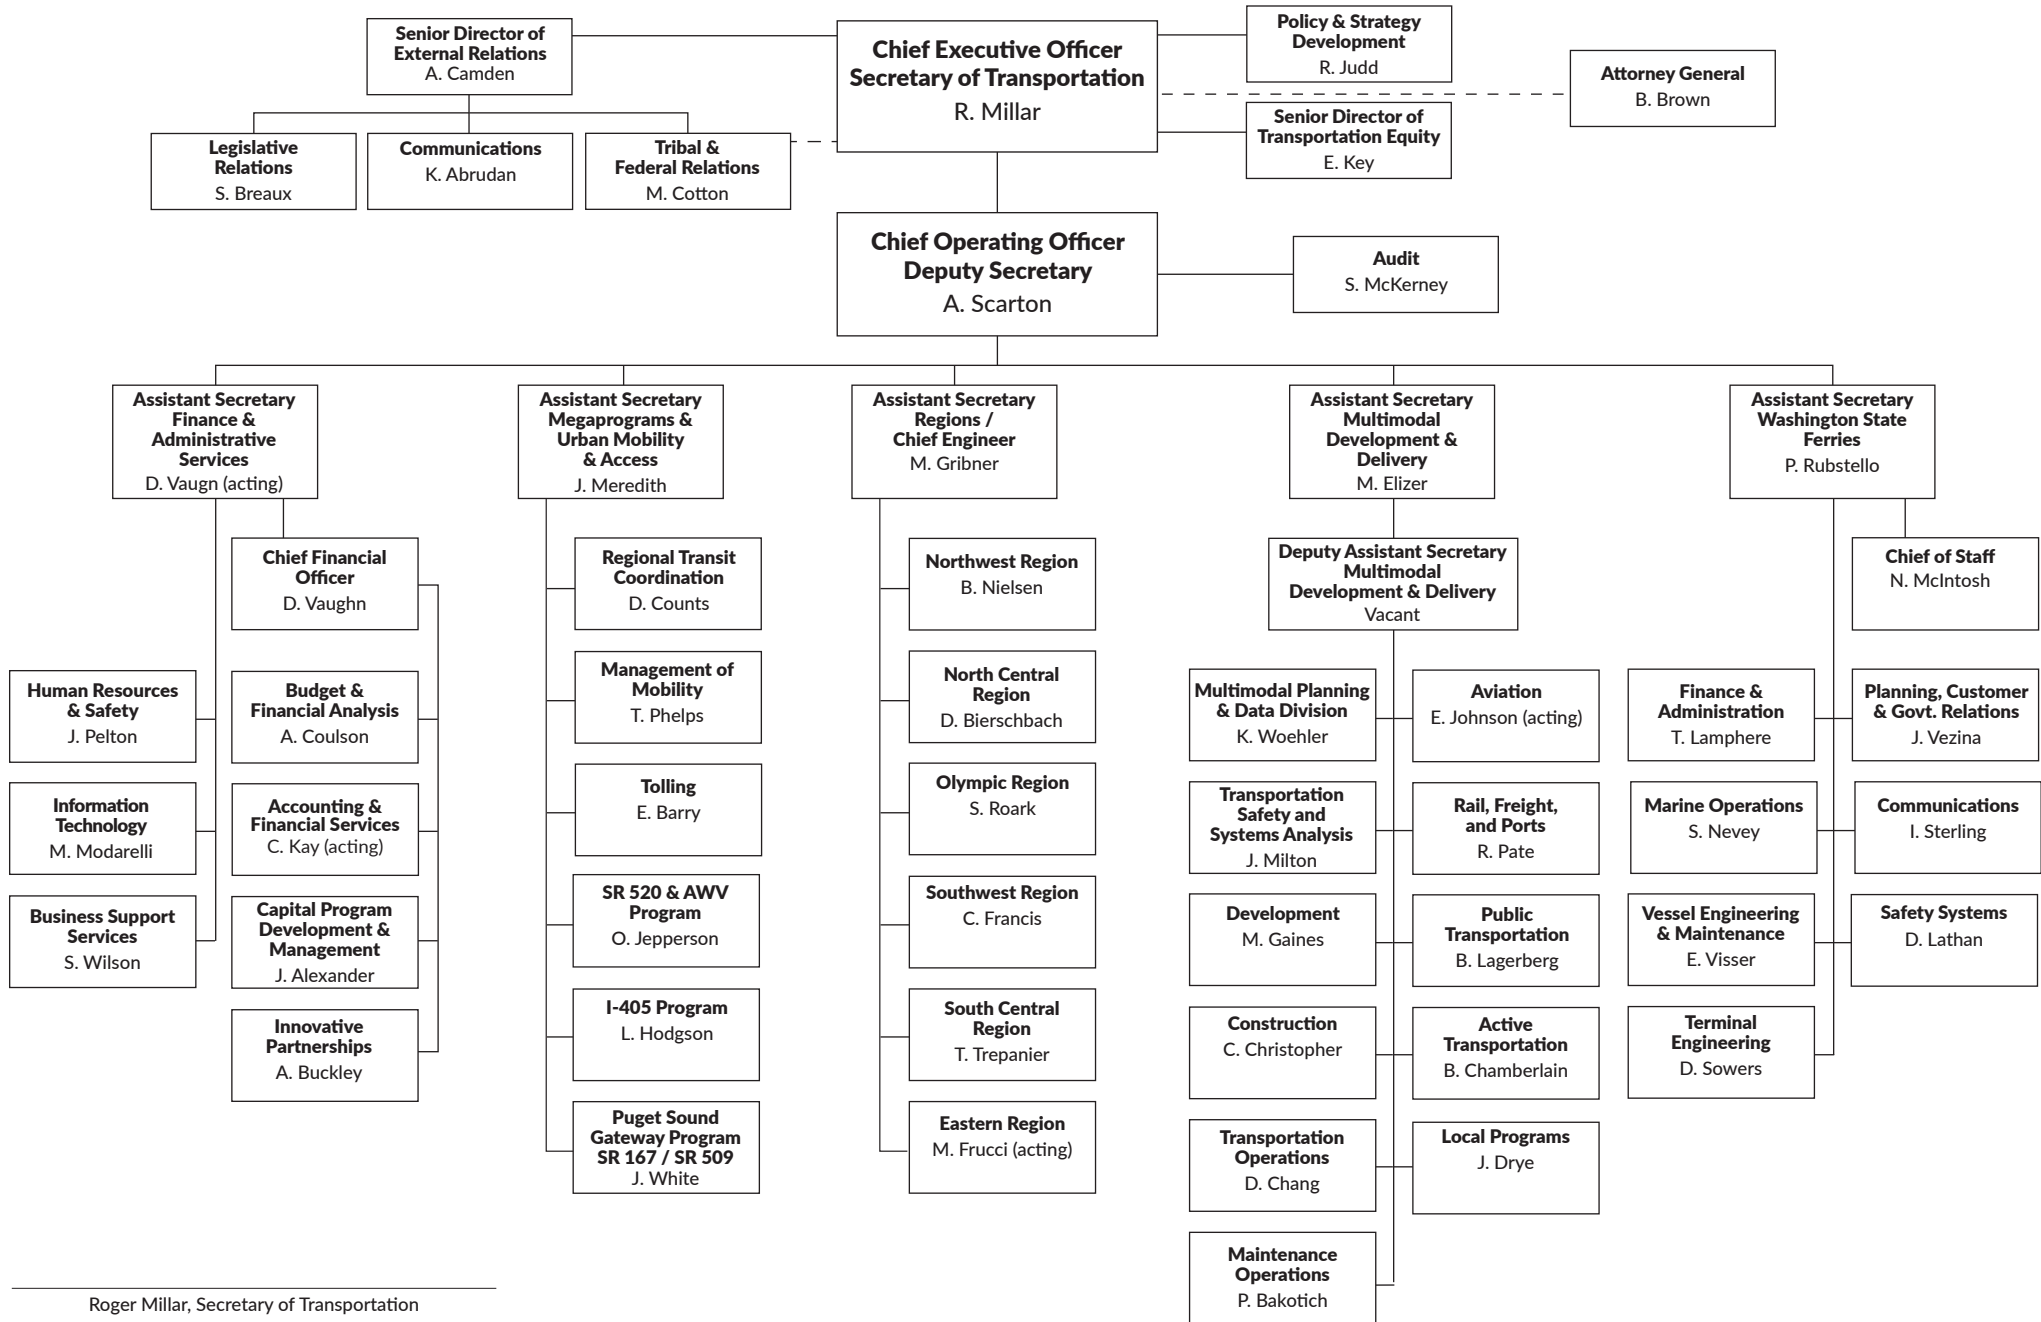 Senior Director of
External Relations
A. Camden
Chief Executive Officer
Secretary of Transportation
R. Millar
Policy & Strategy
Development
R. Judd
Attorney General
B. Brown
Legislative
Relations
S. Breaux
Communications
K. Abrudan
Tribal &
Federal Relations
M. Cotton
Senior Director of
Transportation Equity
E. Key
Chief Operating Officer
Deputy Secretary
A. Scarton
Audit
S. McKerney
Assistant Secretary
Finance &
Administrative
Services
D. Vaugn (acting)
Assistant Secretary
Megaprograms &
Urban Mobility
& Access
J. Meredith
Assistant Secretary
Regions /
Chief Engineer
M. Gribner
Assistant Secretary
Multimodal
Development &
Delivery
M. Elizer
Assistant Secretary
Washington State
Ferries
P. Rubstello
Chief Financial
Officer
D. Vaughn
Human Resources
& Safety
J. Pelton
Budget &
Financial Analysis
A. Coulson
Information
Technology
M. Modarelli
Accounting &
Financial Services
C. Kay (acting)
Business Support
Services
S. Wilson
Capital Program
Development &
Management
J. Alexander
Innovative
Partnerships
A. Buckley
Regional Transit
Coordination
D. Counts
Management of
Mobility
T. Phelps
Tolling
E. Barry
SR 520 & AWV
Program
O. Jepperson
I-405 Program
L. Hodgson
Puget Sound
Gateway Program
SR 167 / SR 509
J. White
Northwest Region
B. Nielsen
North Central
Region
D. Bierschbach
Olympic Region
S. Roark
Southwest Region
C. Francis
South Central
Region
T. Trepanier
Eastern Region
M. Frucci (acting)
Deputy Assistant Secretary
Multimodal
Development & Delivery
Vacant
Multimodal Planning
& Data Division
K. Woehler
Aviation
E. Johnson (acting)
Transportation
Safety and
Systems Analysis
J. Milton
Rail, Freight,
and Ports
R. Pate
Development
M. Gaines
Public
Transportation
B. Lagerberg
Construction
C. Christopher
Active
Transportation
B. Chamberlain
Transportation
Operations
D. Chang
Local Programs
J. Drye
Maintenance
Operations
P. Bakotich
Chief of Staff
N. McIntosh
Finance &
Administration
T. Lamphere
Planning, Customer
& Govt. Relations
J. Vezina
Marine Operations
S. Nevey
Communications
I. Sterling
Vessel Engineering
& Maintenance
E. Visser
Safety Systems
D. Lathan
Terminal
Engineering
D. Sowers
Roger Millar, Secretary of Transportation